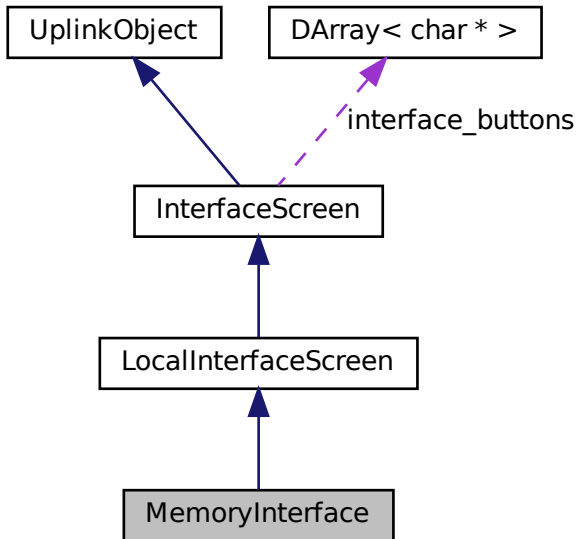 UplinkObject
DArray< char * >
interface_buttons
InterfaceScreen
LocalInterfaceScreen
MemoryInterface